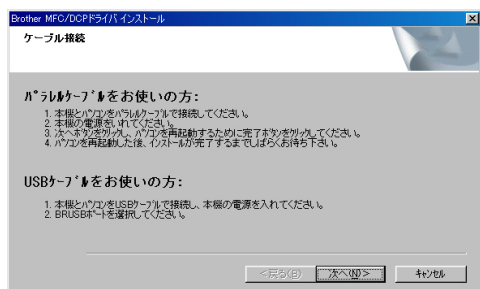 Brother MFC/DCPドライバ インストール
ケーブル接続
ﾊﾟﾗﾚﾙｹｰﾌﾞﾙをお使いの方:
1. 本機とﾊﾟｿｺﾝをﾊﾟﾗﾚﾙｹｰﾌﾞﾙで接続してください。
2. 本機の電源をいれてください。
3. 次へﾎﾞﾀﾝをｸﾘｯｸし、ﾊﾟｿｺﾝを再起動するために完了ﾎﾞﾀﾝをｸﾘｯｸしてください。
4. ﾊﾟｿｺﾝを再起動した後、ｲﾝｽﾄｰﾙが完了するまでしばらくお待ち下さい。
USBｹｰﾌﾞﾙをお使いの方:
1. 本機とﾊﾟｿｺﾝをUSBｹｰﾌﾞﾙで接続し、本機の電源を入れてください。
2. BRUSBﾎﾟｰﾄを選択してください。
<戻る(B) 次へ(N)> ｷｬﾝｾﾙ